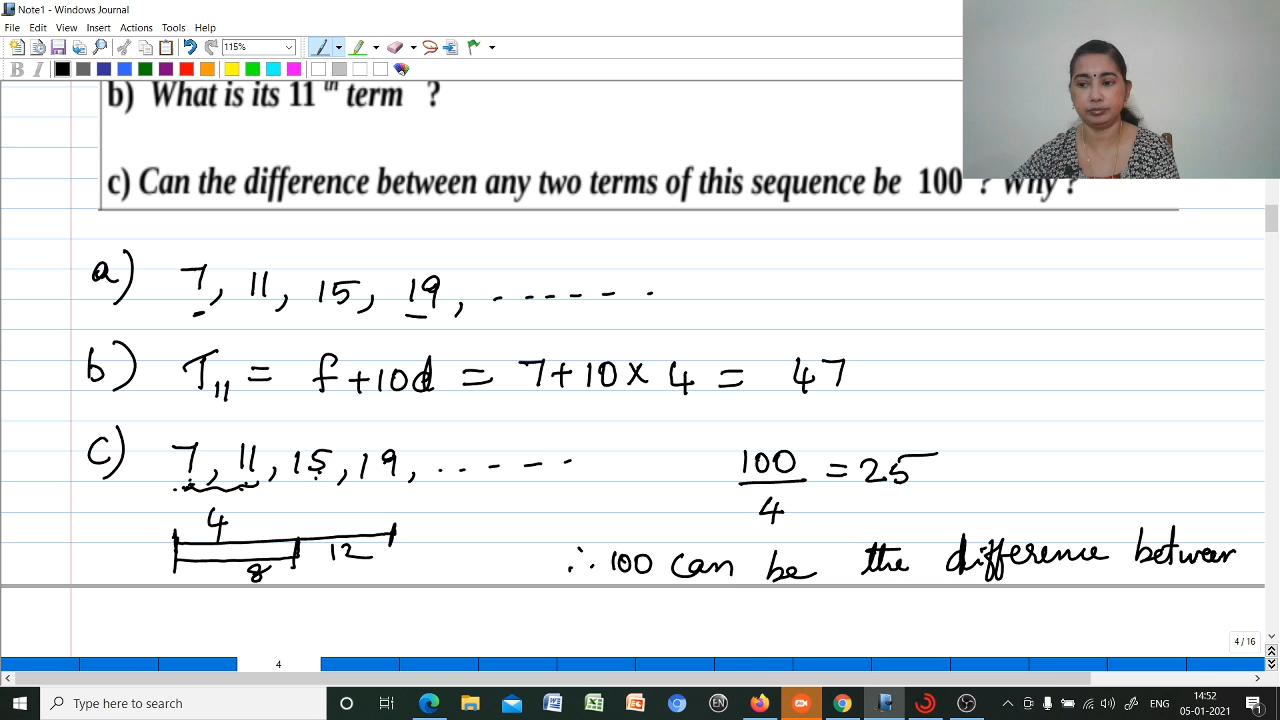 Note1 - Windows Journal
File Edit View Insert Actions Tools Help
115%
B I
b) What is its 11th term ?
c) Can the difference between any two terms of this sequence be 100 ? Why ?
a) 7, 11, 15, 19, ------
b) T11 = f + 10d = 7 + 10 × 4 = 47
c) 7, 11, 15, 19, ------
100/4 = 25
4
8 12
∴ 100 can be the difference between
4 / 16
4
Type here to search
ENG
14:52
05-01-2021